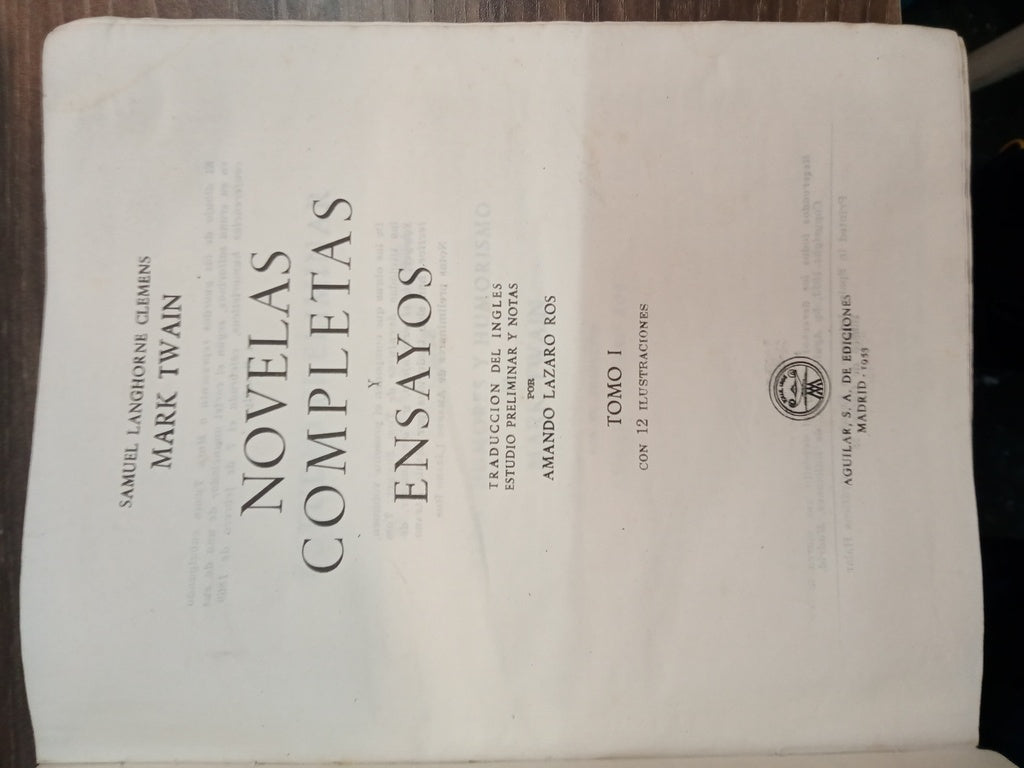 SAMUEL LANGHORNE CLEMENS
MARK TWAIN
NOVELAS
COMPLETAS
Y
ENSAYOS
TRADUCCION DEL INGLES
ESTUDIO PRELIMINAR Y NOTAS
POR
AMANDO LAZARO ROS
TOMO I
CON 12 ILUSTRACIONES
AGUILAR, S. A. DE EDICIONES
MADRID · 1953